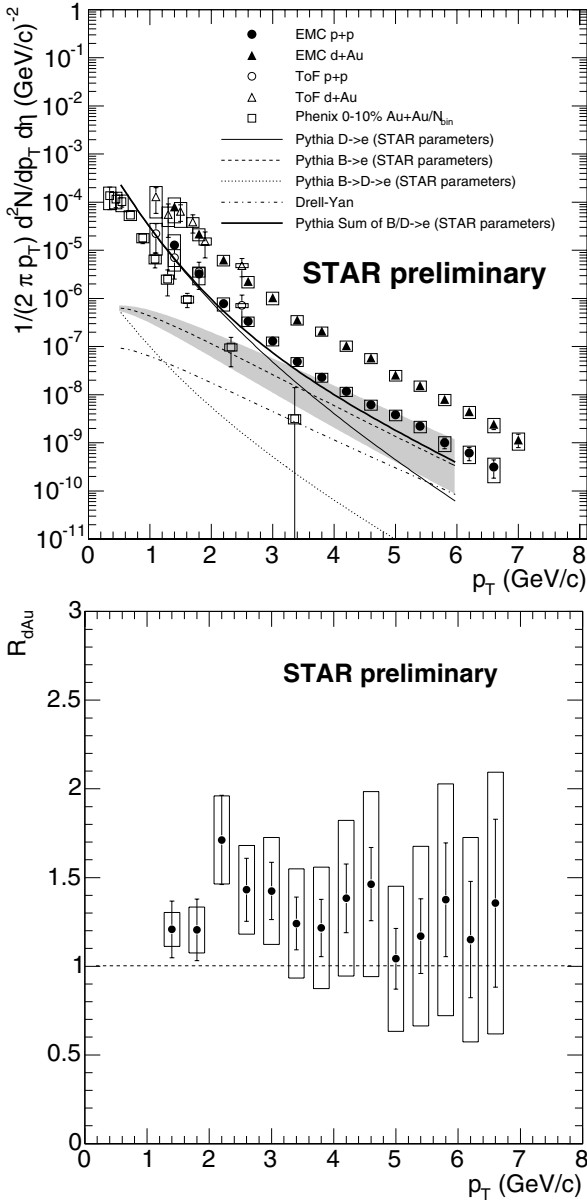 1/(2 π p_T) d²N/dp_T dη (GeV/c)⁻²
1
10⁻¹
10⁻²
10⁻³
10⁻⁴
10⁻⁵
10⁻⁶
10⁻⁷
10⁻⁸
10⁻⁹
10⁻¹⁰
10⁻¹¹
EMC p+p
EMC d+Au
ToF p+p
ToF d+Au
Phenix 0-10% Au+Au/N_bin
Pythia D->e (STAR parameters)
Pythia B->e (STAR parameters)
Pythia B->D->e (STAR parameters)
Drell-Yan
Pythia Sum of B/D->e (STAR parameters)
STAR preliminary
0 1 2 3 4 5 6 7 8
p_T (GeV/c)
R_dAu
3
2.5
2
1.5
1
0.5
0
STAR preliminary
0 1 2 3 4 5 6 7 8
p_T (GeV/c)